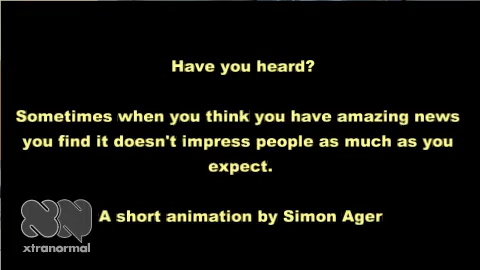 Have you heard?
Sometimes when you think you have amazing news
you find it doesn't impress people as much as you
expect.
A short animation by Simon Ager
xtranormal